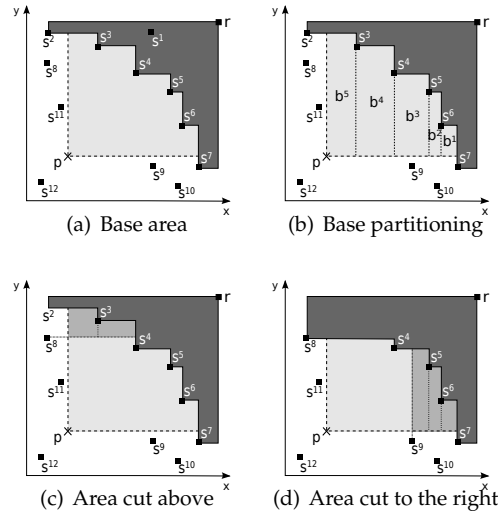 y
r
s²
s³
s¹
s⁴
s⁸
s⁵
s¹¹
s⁶
p
s⁷
s⁹
s¹²
s¹⁰
x
(a) Base area
y
r
s²
s³
s⁴
s⁸
s⁵
b⁵
b⁴
b³
s¹¹
s⁶
b²
b¹
p
s⁷
s⁹
s¹²
s¹⁰
x
(b) Base partitioning
y
r
s²
s³
s⁸
s⁴
s⁵
s¹¹
s⁶
p
s⁷
s⁹
s¹²
s¹⁰
x
(c) Area cut above
y
r
s⁸
s⁴
s⁵
s¹¹
s⁶
p
s⁷
s⁹
s¹²
s¹⁰
x
(d) Area cut to the right